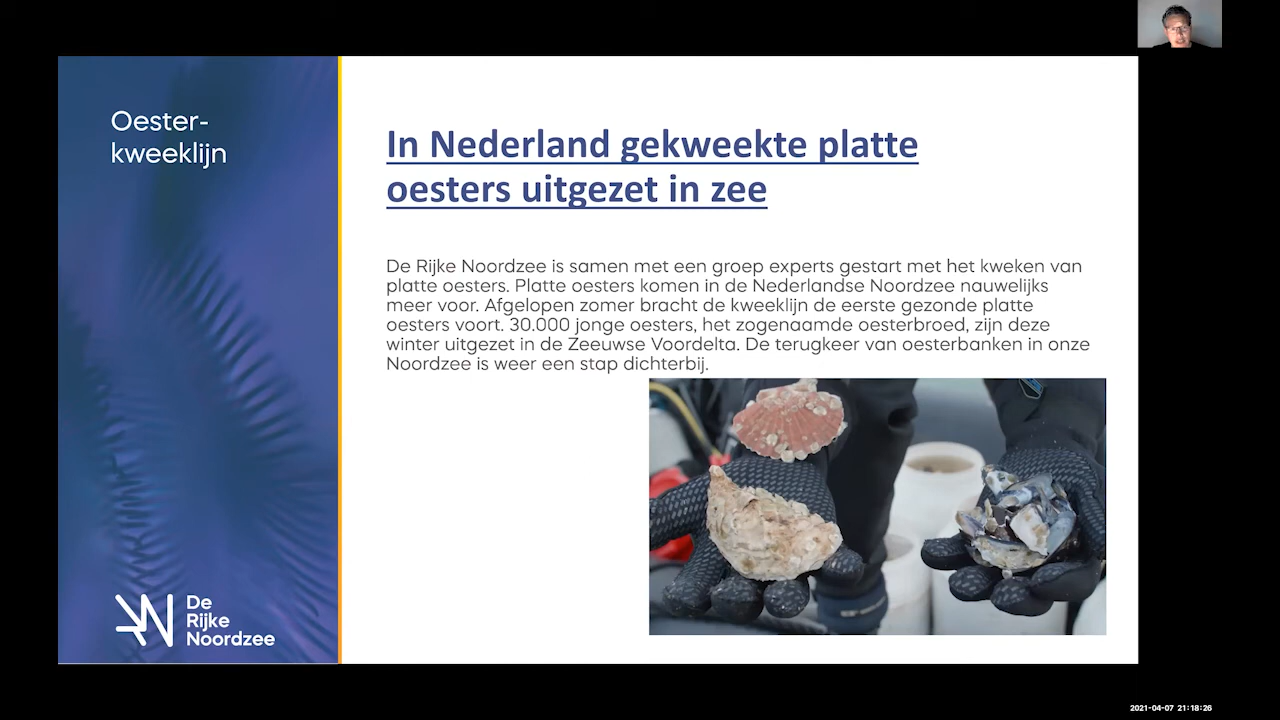 Oester-
kweeklijn
In Nederland gekweekte platte
oesters uitgezet in zee
De Rijke Noordzee is samen met een groep experts gestart met het kweken van
platte oesters. Platte oesters komen in de Nederlandse Noordzee nauwelijks
meer voor. Afgelopen zomer bracht de kweeklijn de eerste gezonde platte
oesters voort. 30.000 jonge oesters, het zogenaamde oesterbroed, zijn deze
winter uitgezet in de Zeeuwse Voordelta. De terugkeer van oesterbanken in onze
Noordzee is weer een stap dichterbij.
De
Rijke
Noordzee
2021-04-07 21:18:26